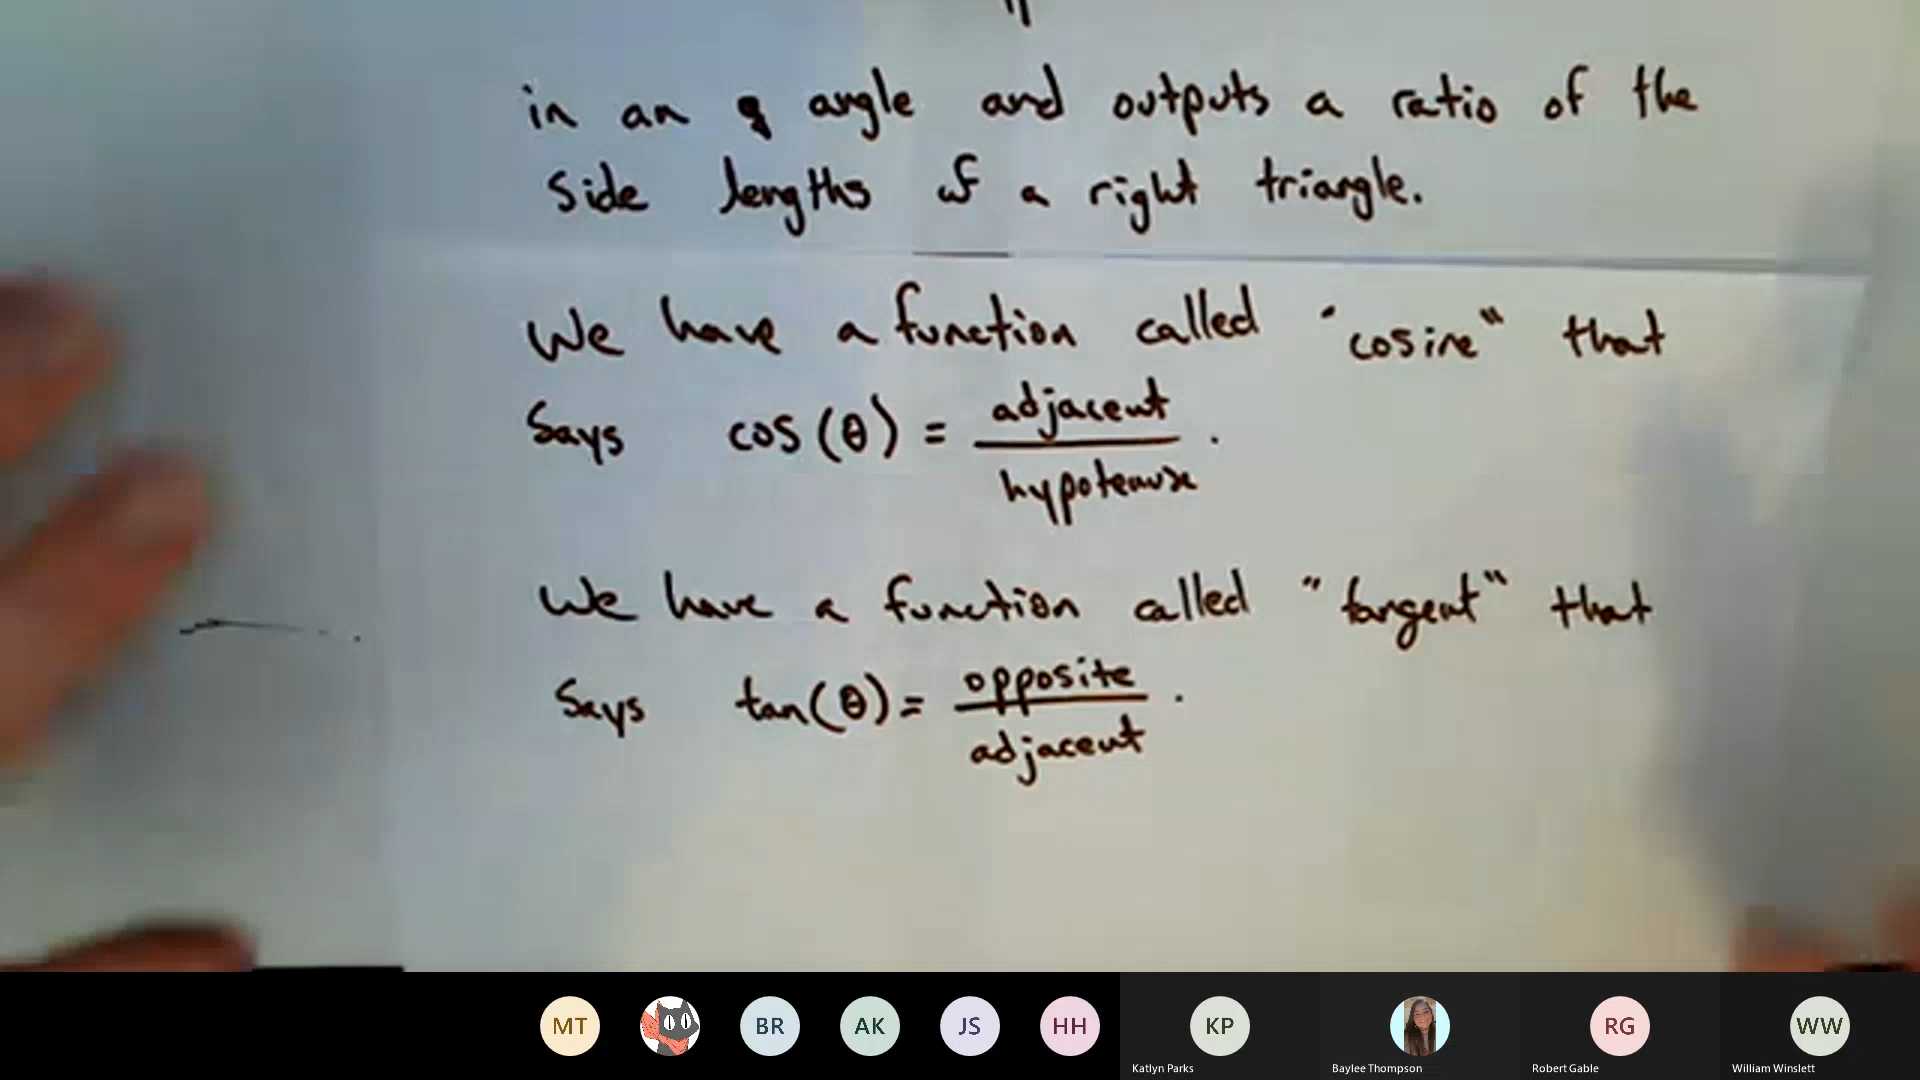 in an angle and outputs a ratio of the
side lengths of a right triangle.
We have a function called "cosine" that
Says cos(θ) = adjacent / hypotenuse .
We have a function called "tangent" that
Says tan(θ) = opposite / adjacent .
MT BR AK JS HH KP RG WW
Katlyn Parks Baylee Thompson Robert Gable William Winslett